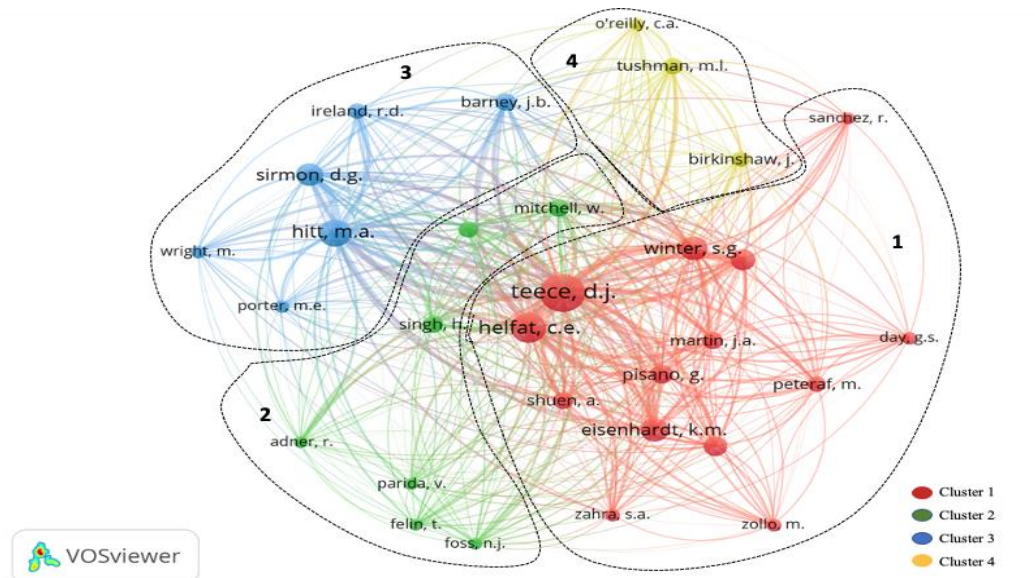 o'reilly, c.a.
4
tushman, m.l.
3
ireland, r.d.
barney, j.b.
sanchez, r.
birkinshaw, j.
sirmon, d.g.
mitchell, w.
hitt, m.a.
1
wright, m.
winter, s.g.
teece, d.j.
porter, m.e.
singh, h.
helfat, c.e.
martin, j.a.
day, g.s.
pisano, g.
peteraf, m.
shuen, a.
2
eisenhardt, k.m.
adner, r.
parida, v.
felin, t.
zahra, s.a.
zollo, m.
foss, n.j.
Cluster 1
Cluster 2
Cluster 3
Cluster 4
VOSviewer